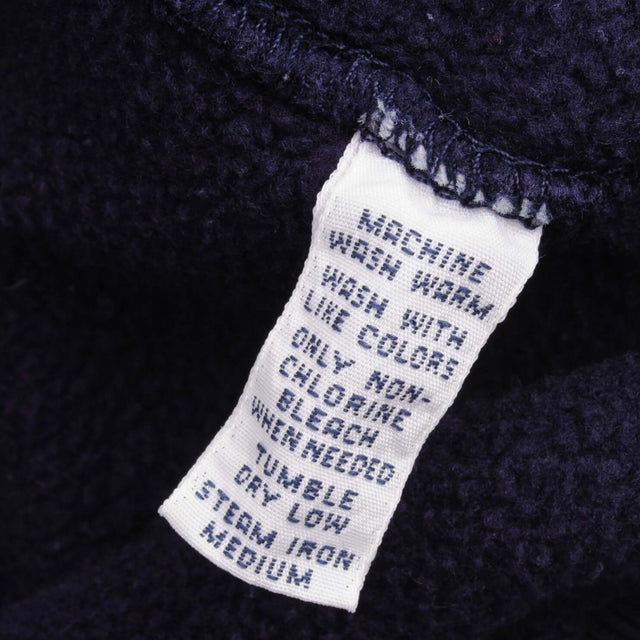 MACHINE
WASH WARM
WASH WITH
LIKE COLORS
ONLY NON-
CHLORINE
BLEACH
WHEN NEEDED
TUMBLE
DRY LOW
STEAM IRON
MEDIUM